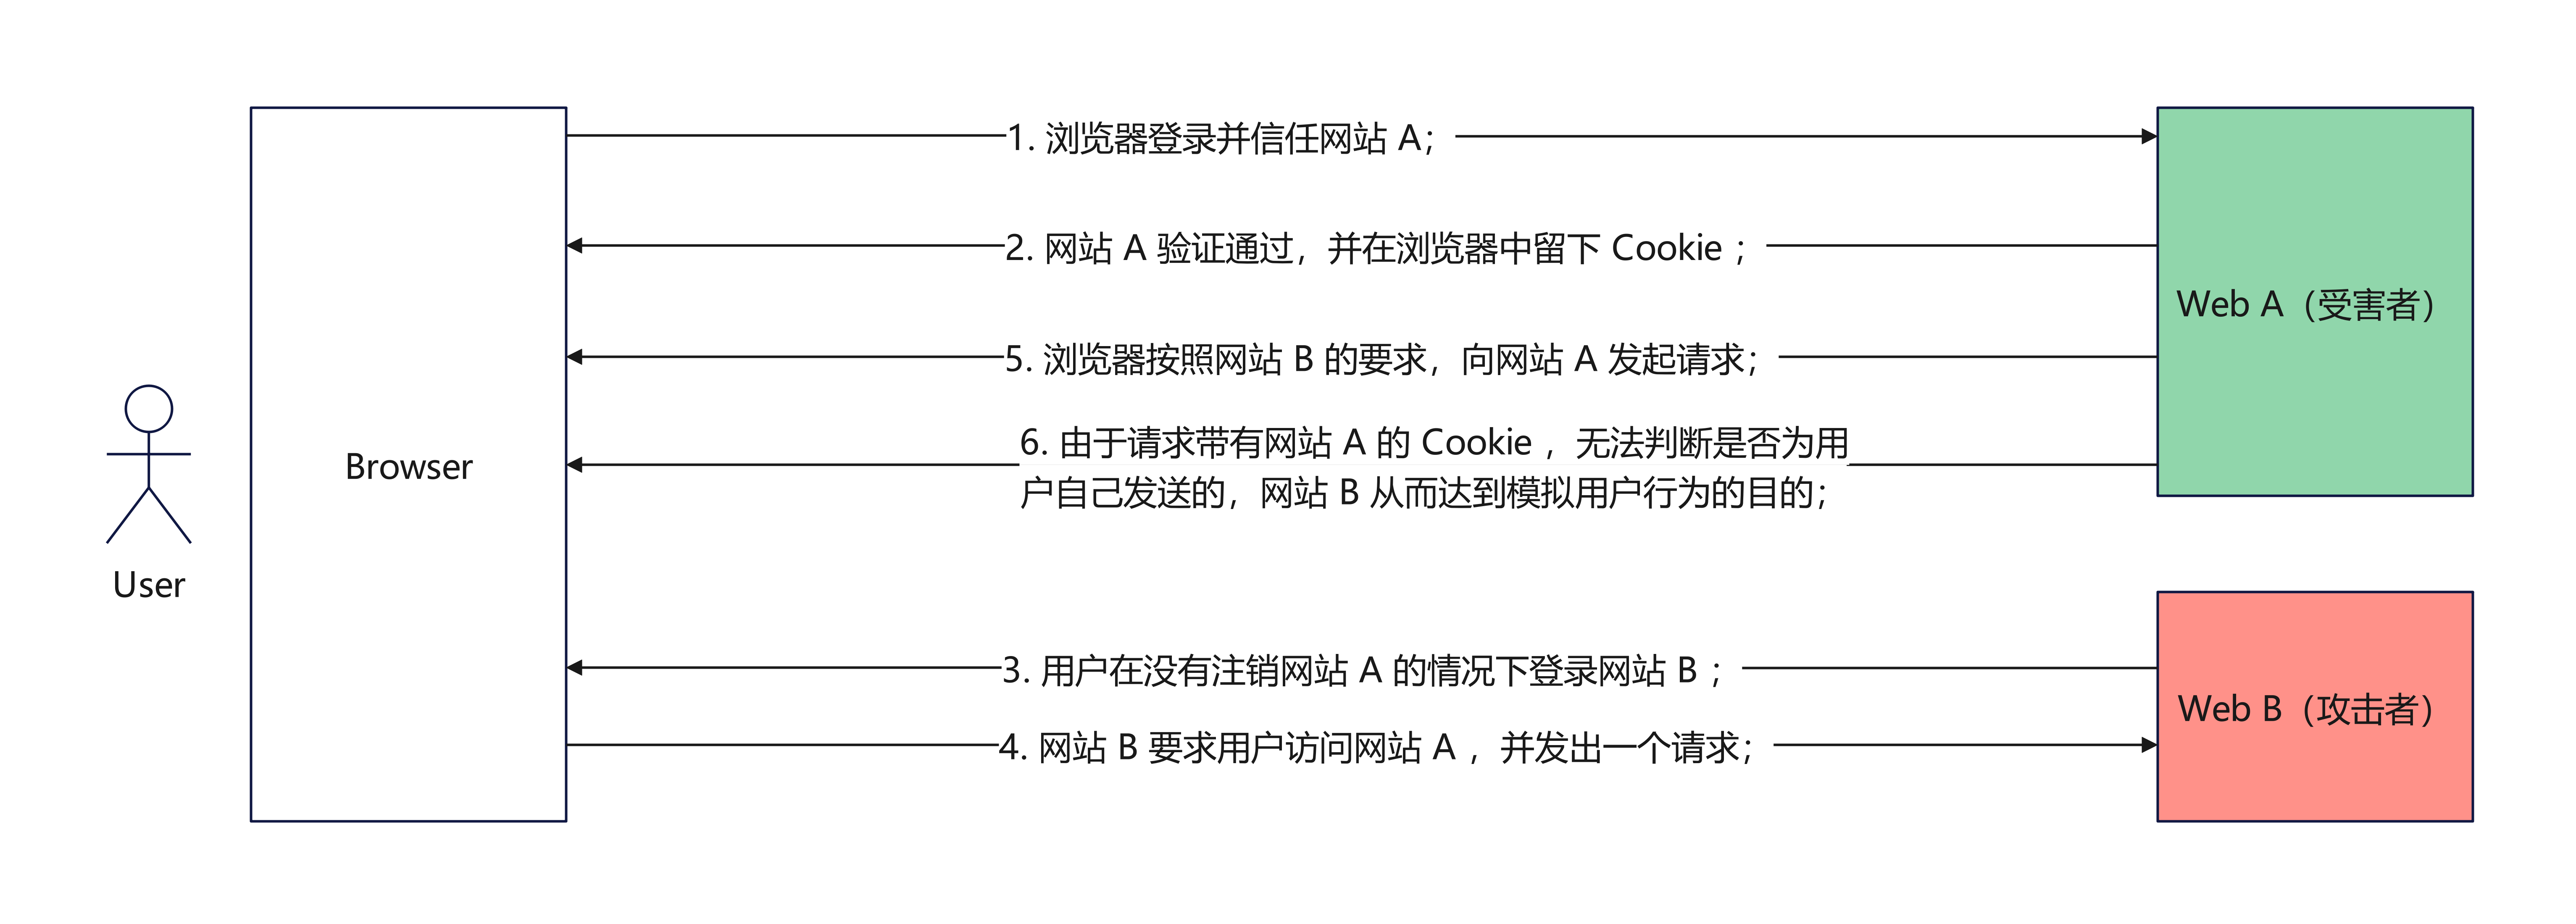 1. 浏览器登录并信任网站 A；
2. 网站 A 验证通过，并在浏览器中留下 Cookie ；
Web A（受害者）
5. 浏览器按照网站 B 的要求，向网站 A 发起请求；
6. 由于请求带有网站 A 的 Cookie ，无法判断是否为用
户自己发送的，网站 B 从而达到模拟用户行为的目的；
Browser
User
3. 用户在没有注销网站 A 的情况下登录网站 B ；
Web B（攻击者）
4. 网站 B 要求用户访问网站 A ，并发出一个请求；